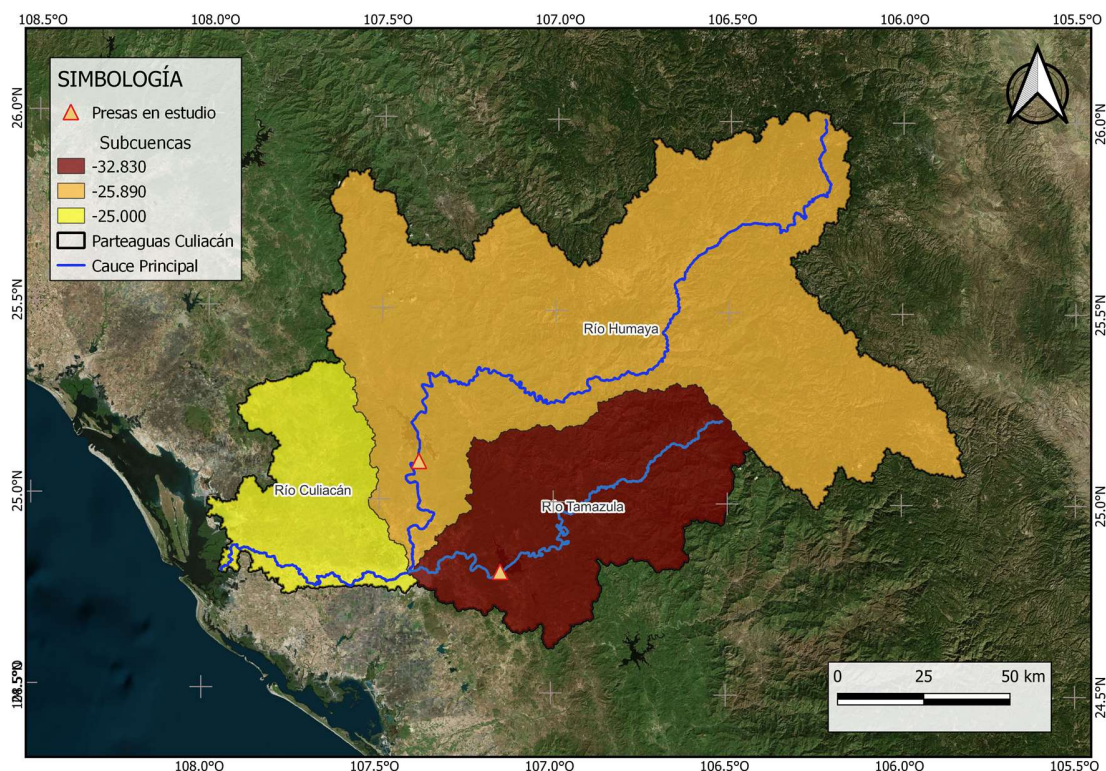 108.5°O 108.0°O 107.5°O 107.0°O 106.5°O 106.0°O 105.5°O
SIMBOLOGÍA
Presas en estudio
Subcuencas
-32.830
-25.890
-25.000
Parteaguas Culiacán
Cauce Principal
26.0°N 26.0°N
25.5°N 25.5°N
Río Humaya
25.0°N 25.0°N
Río Culiacán
Río Tamazula
24.5°N
0 25 50 km
108.0°O 107.5°O 107.0°O 106.5°O 106.0°O 105.5°O